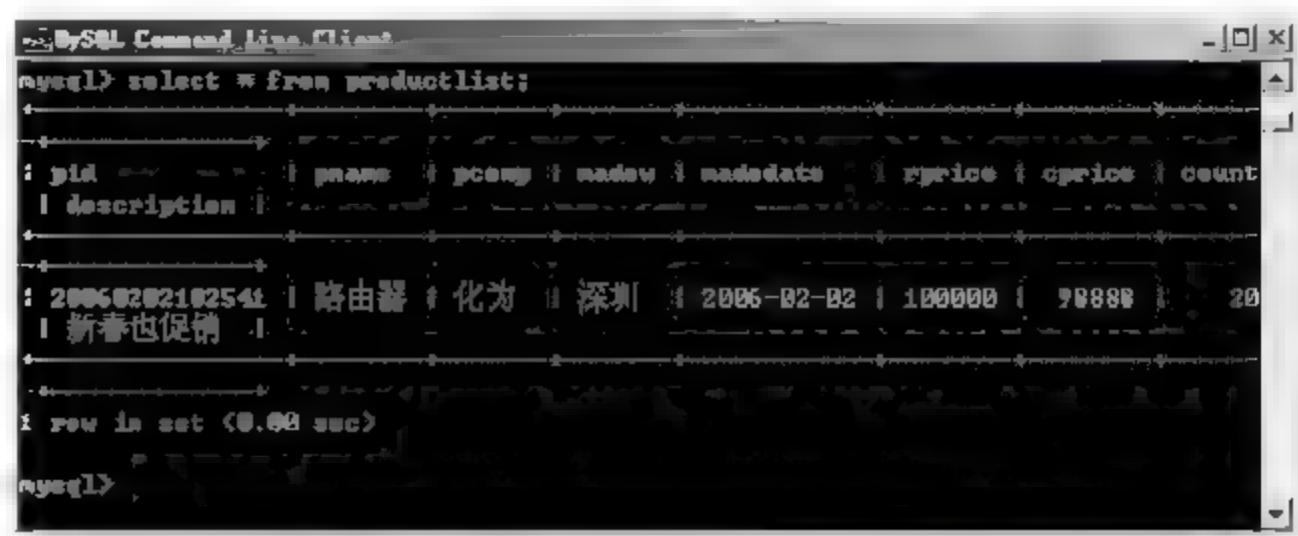 MySQL Command Line Client
mysql> select * from productlist;
| pid | pname | pcomp | madew | madedate | rprice | cprice | count
| description |
| 路由器 | 化为 | 深圳 | 2006-02-02 | 100000 | 20
| 新春也促销 |
1 row in set (0.00 sec)
mysql>